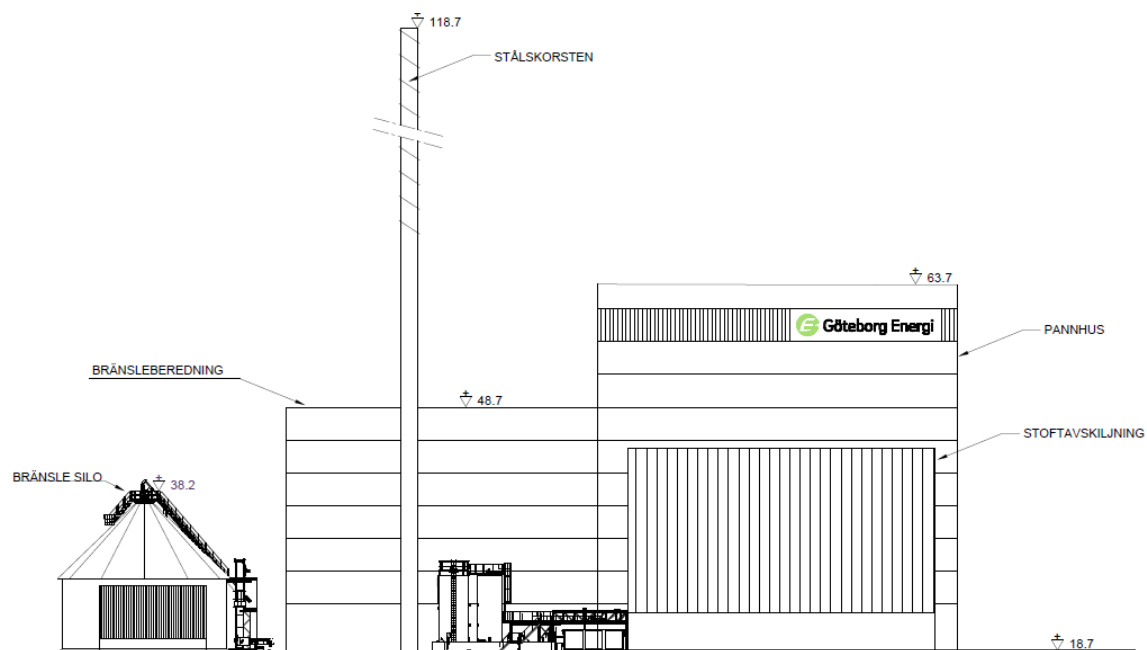 118.7
STÅLSKORSTEN
63.7
Göteborg Energi
PANNHUS
BRÄNSLEBEREDNING
48.7
STOFTAVSKILJNING
BRÄNSLE SILO
38.2
18.7